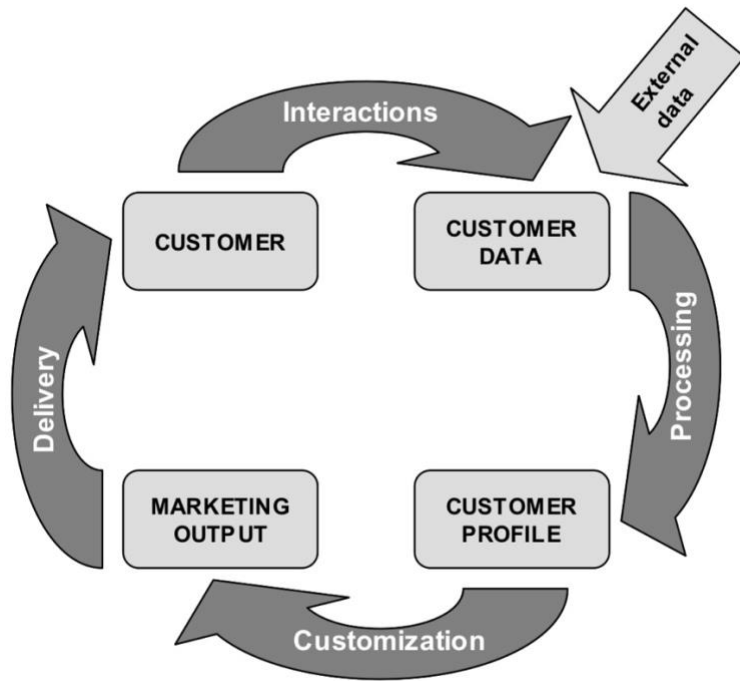 Interactions
External
data
CUSTOMER
CUSTOMER
DATA
Processing
Delivery
MARKETING
OUTPUT
CUSTOMER
PROFILE
Customization